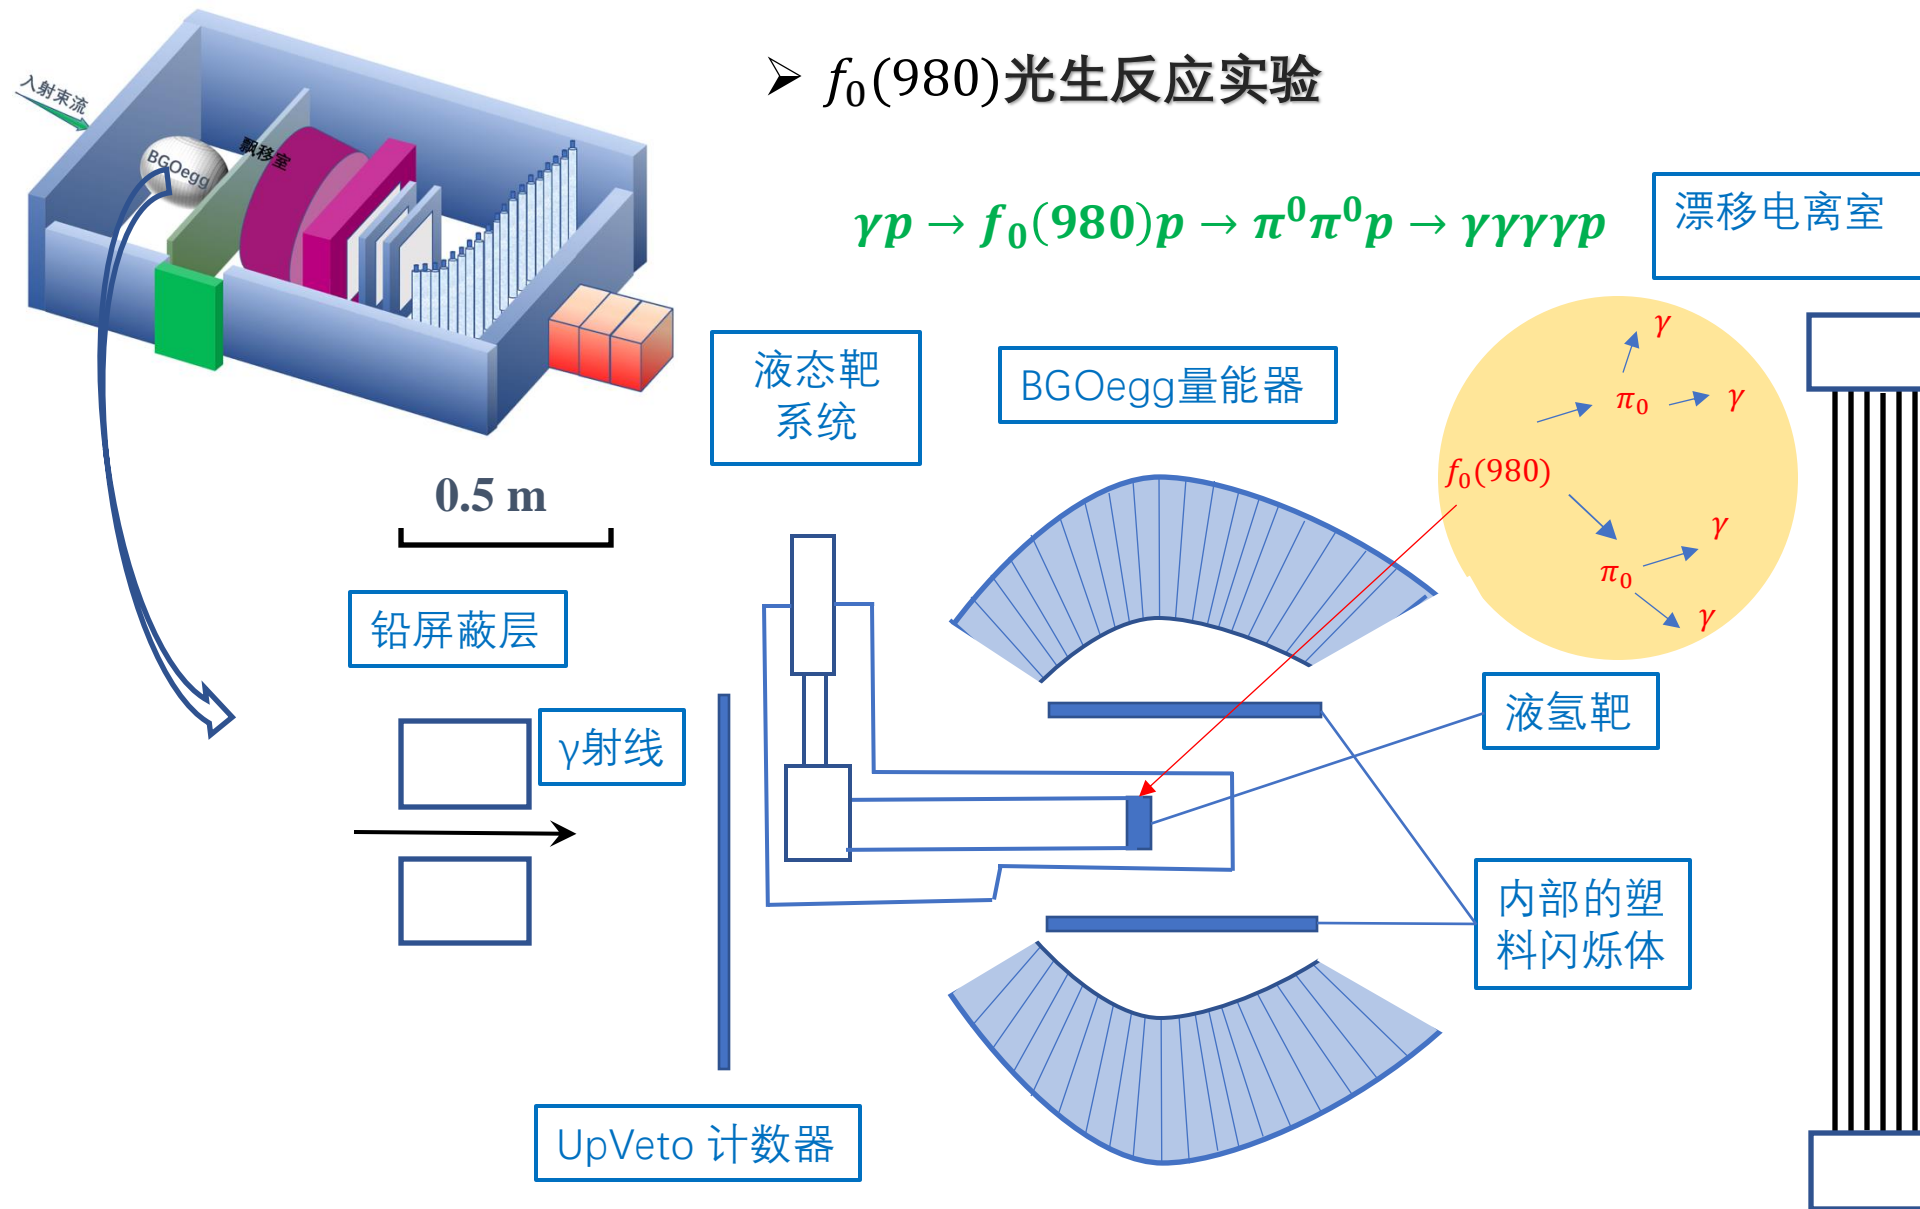 f₀(980)光生反应实验
入射束流
BGOegg
飘移室
γp → f₀(980)p → π⁰π⁰p → γγγγp
漂移电离室
液态靶
系统
BGOegg量能器
γ
π₀
γ
f₀(980)
γ
π₀
γ
0.5 m
铅屏蔽层
γ射线
液氢靶
内部的塑
料闪烁体
UpVeto 计数器